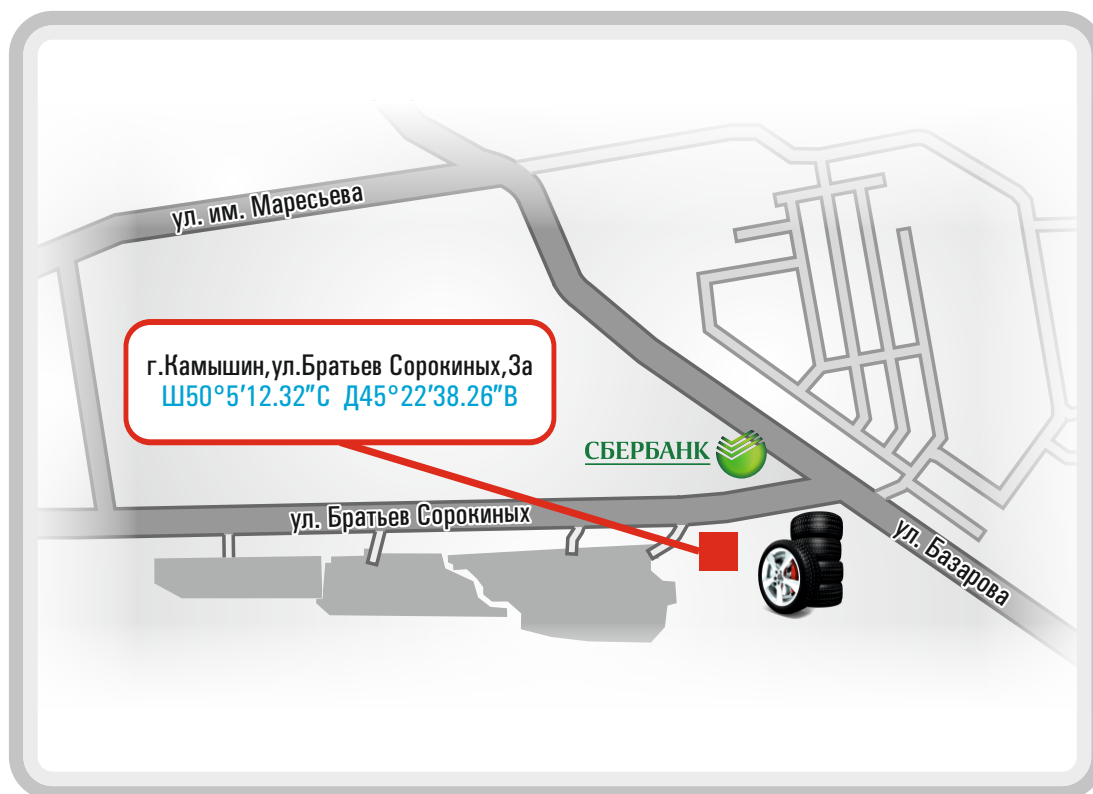 ул. им. Маресьева
г.Камышин,ул.Братьев Сорокиных,3а
Ш50°5'12.32"С Д45°22'38.26"В
СБЕРБАНК
ул. Братьев Сорокиных
ул. Базарова